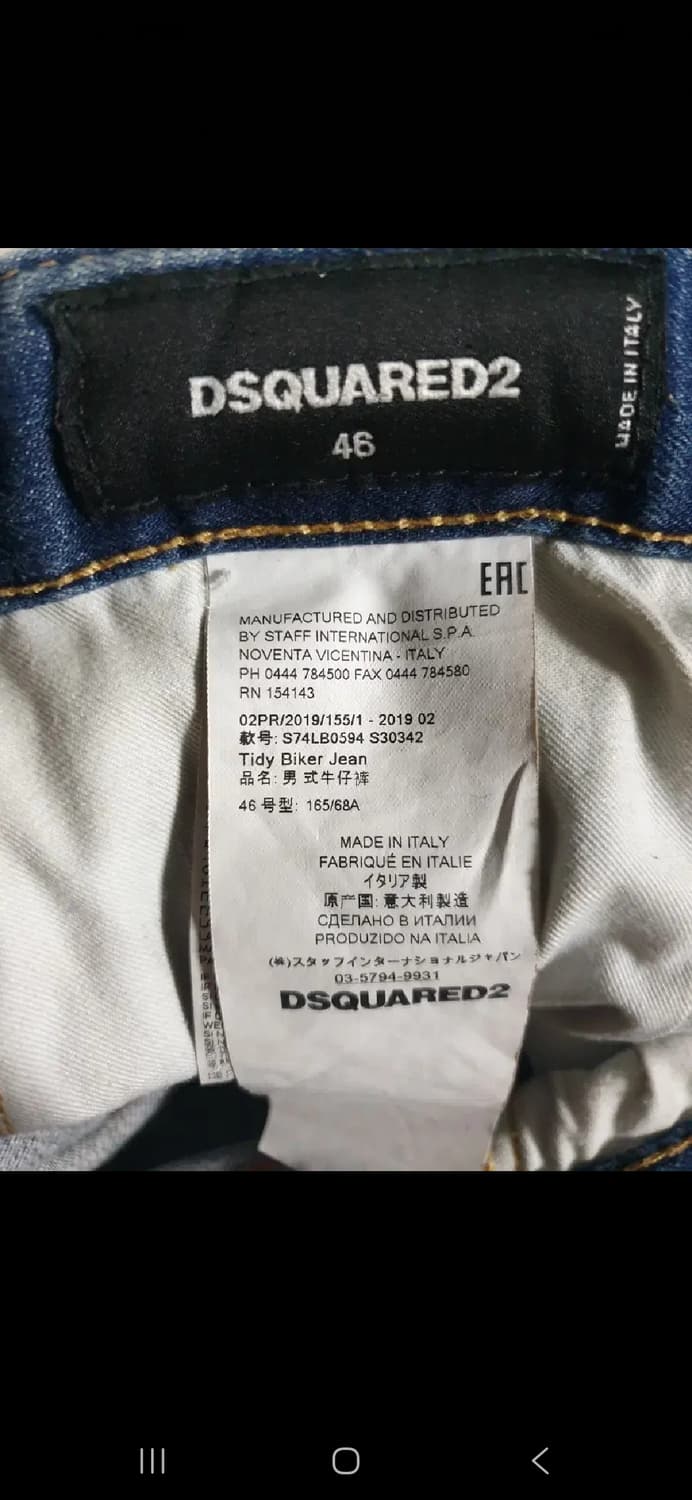 DSQUARED2
46
MADE IN ITALY
EAC
MANUFACTURED AND DISTRIBUTED
BY STAFF INTERNATIONAL S.P.A.
NOVENTA VICENTINA - ITALY
PH 0444 784500 FAX 0444 784580
RN 154143
02PR/2019/155/1 - 2019 02
款号: S74LB0594 S30342
Tidy Biker Jean
品名: 男式牛仔裤
46 号型: 165/68A
MADE IN ITALY
FABRIQUÉ EN ITALIE
イタリア製
原产国: 意大利製造
СДЕЛАНО В ИТАЛИИ
PRODUZIDO NA ITALIA
(株)スタッフインターナショナルジャパン
03-5794-9931
DSQUARED2